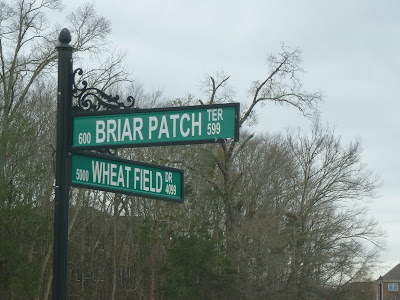 600 BRIAR PATCH TER 599
5000 WHEAT FIELD DR 4099